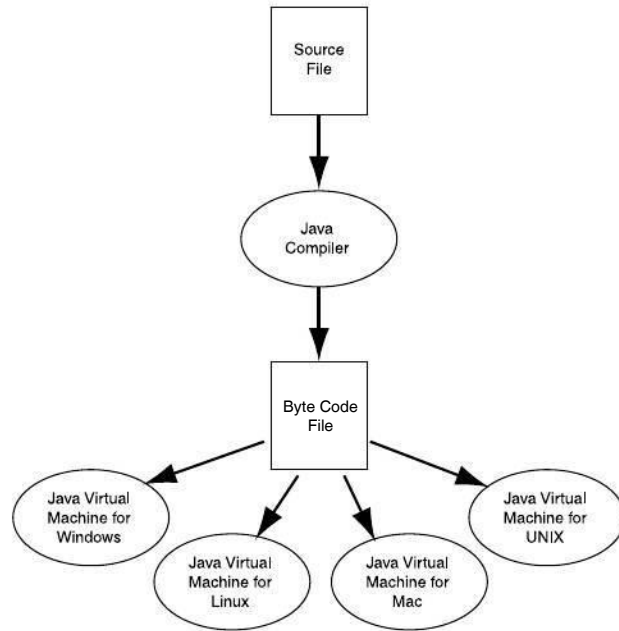 Source
File
Java
Compiler
Byte Code
File
Java Virtual
Machine for
Windows
Java Virtual
Machine for
Linux
Java Virtual
Machine for
Mac
Java Virtual
Machine for
UNIX